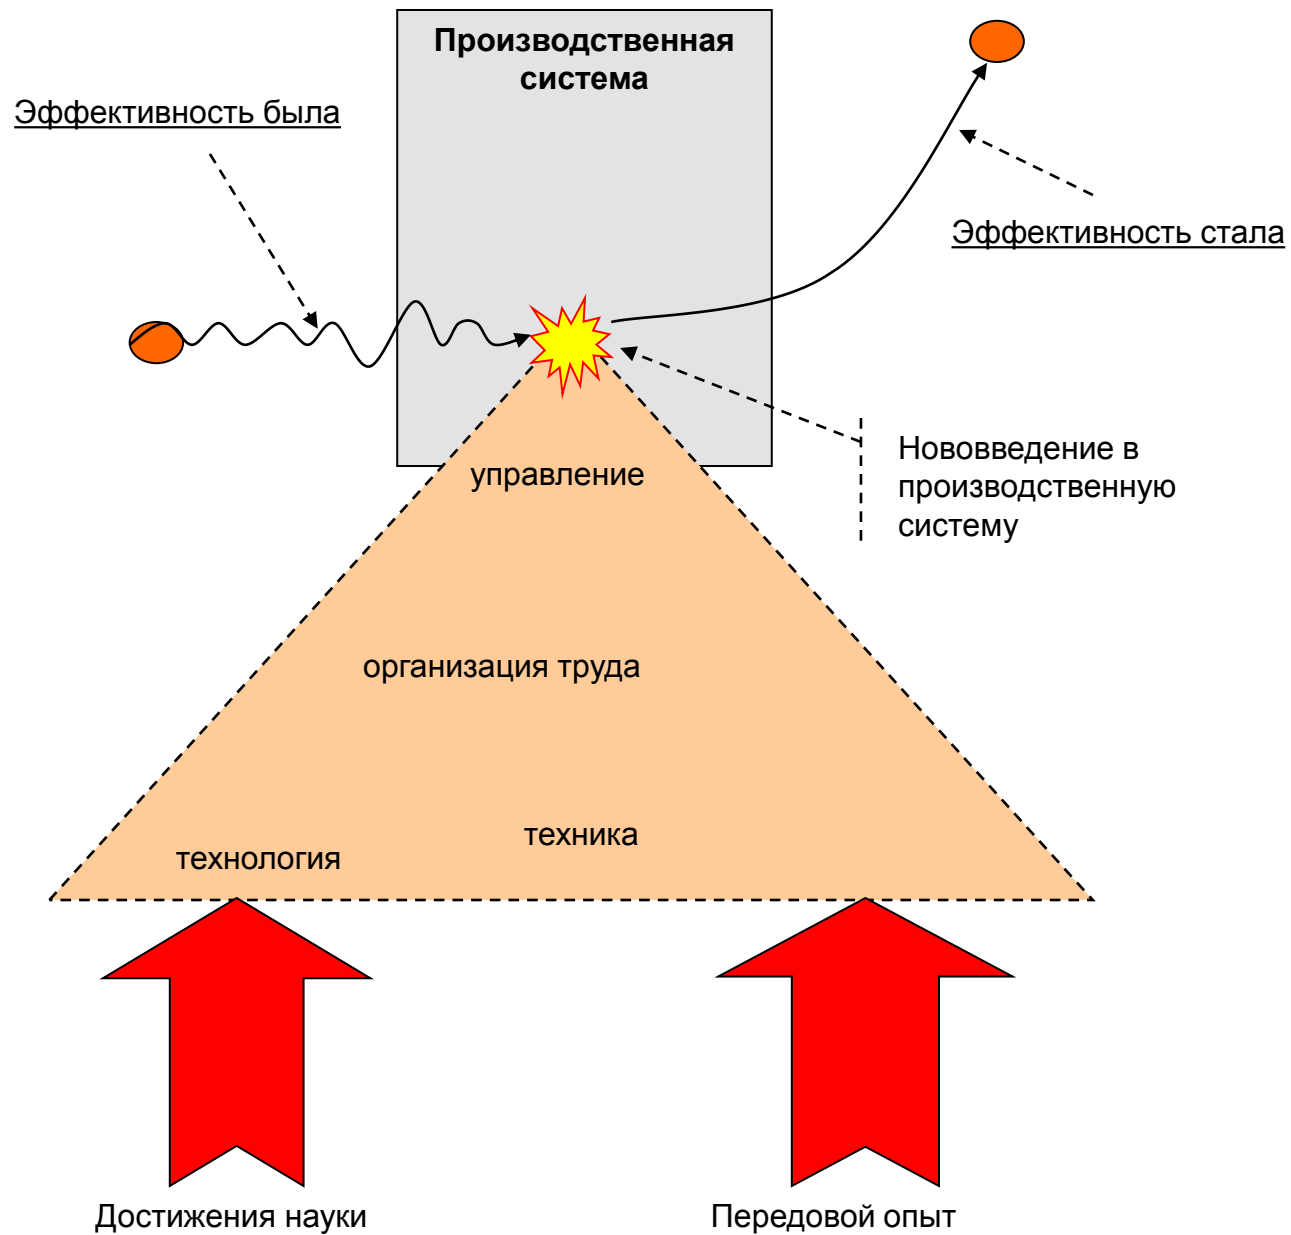 Производственная
система
Эффективность была
Эффективность стала
Нововведение в
производственную
систему
управление
организация труда
техника
технология
Достижения науки
Передовой опыт